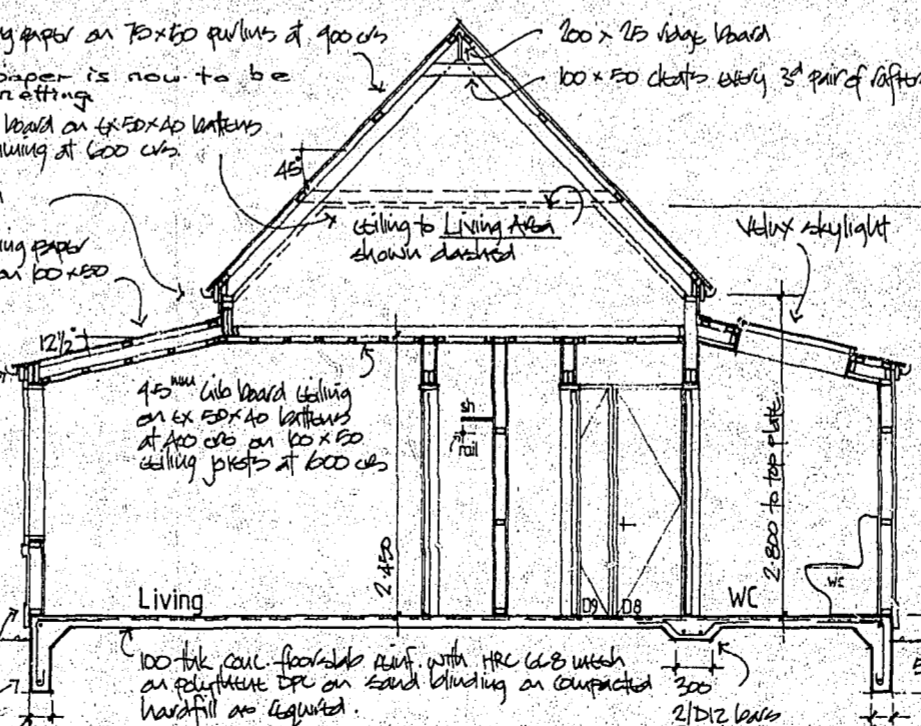 paper on 75x50 purlins at 900 crs
paper is now to be
netting
board on ex 50x40 battens
at 600 crs.
200 x 25 ridge board
100 x 50 cleats every 3rd pair of rafters
45°
ceiling to Living Area
shown dashed
Velux skylight
paper
on 100x50
12½°
4.5mm Gib board ceiling
on ex 50x40 battens
at 400 crs on 100x50
ceiling joists at 600 crs
2.450
2.800 to top plate
Living
D9
D8
WC
WC
100 thk conc. floorslab reinf. with HRC 668 mesh
on polythene DPC on sand blinding on compacted
hardfill as required.
300
2/D12 bars